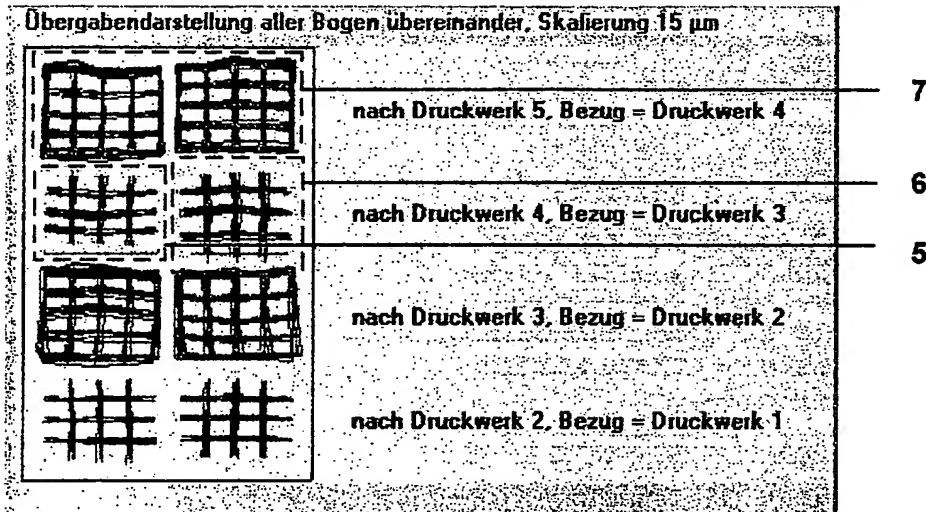 Übergabendarstellung aller Bogen übereinander, Skalierung 15 µm
7
nach Druckwerk 5, Bezug = Druckwerk 4
6
nach Druckwerk 4, Bezug = Druckwerk 3
5
nach Druckwerk 3, Bezug = Druckwerk 2
nach Druckwerk 2, Bezug = Druckwerk 1